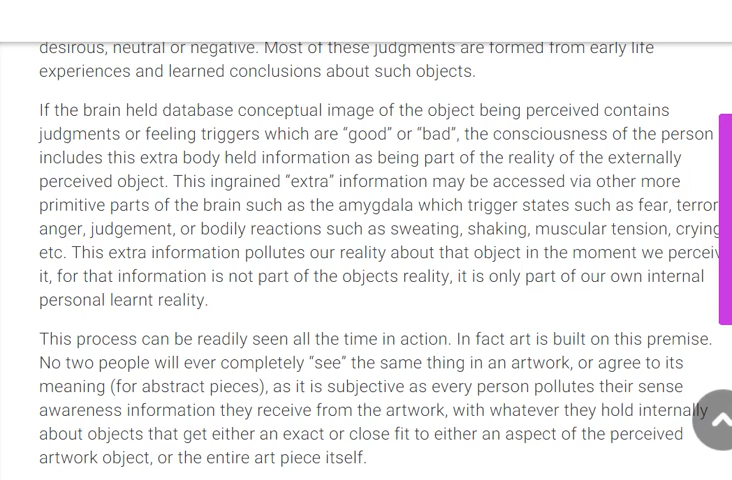 desirous, neutral or negative. Most of these judgments are formed from early life
experiences and learned conclusions about such objects.
If the brain held database conceptual image of the object being perceived contains
judgments or feeling triggers which are “good” or “bad”, the consciousness of the person
includes this extra body held information as being part of the reality of the externally
perceived object. This ingrained “extra” information may be accessed via other more
primitive parts of the brain such as the amygdala which trigger states such as fear, terror
anger, judgement, or bodily reactions such as sweating, shaking, muscular tension, crying
etc. This extra information pollutes our reality about that object in the moment we perceiv
it, for that information is not part of the objects reality, it is only part of our own internal
personal learnt reality.
This process can be readily seen all the time in action. In fact art is built on this premise.
No two people will ever completely “see” the same thing in an artwork, or agree to its
meaning (for abstract pieces), as it is subjective as every person pollutes their sense
awareness information they receive from the artwork, with whatever they hold internally
about objects that get either an exact or close fit to either an aspect of the perceived
artwork object, or the entire art piece itself.